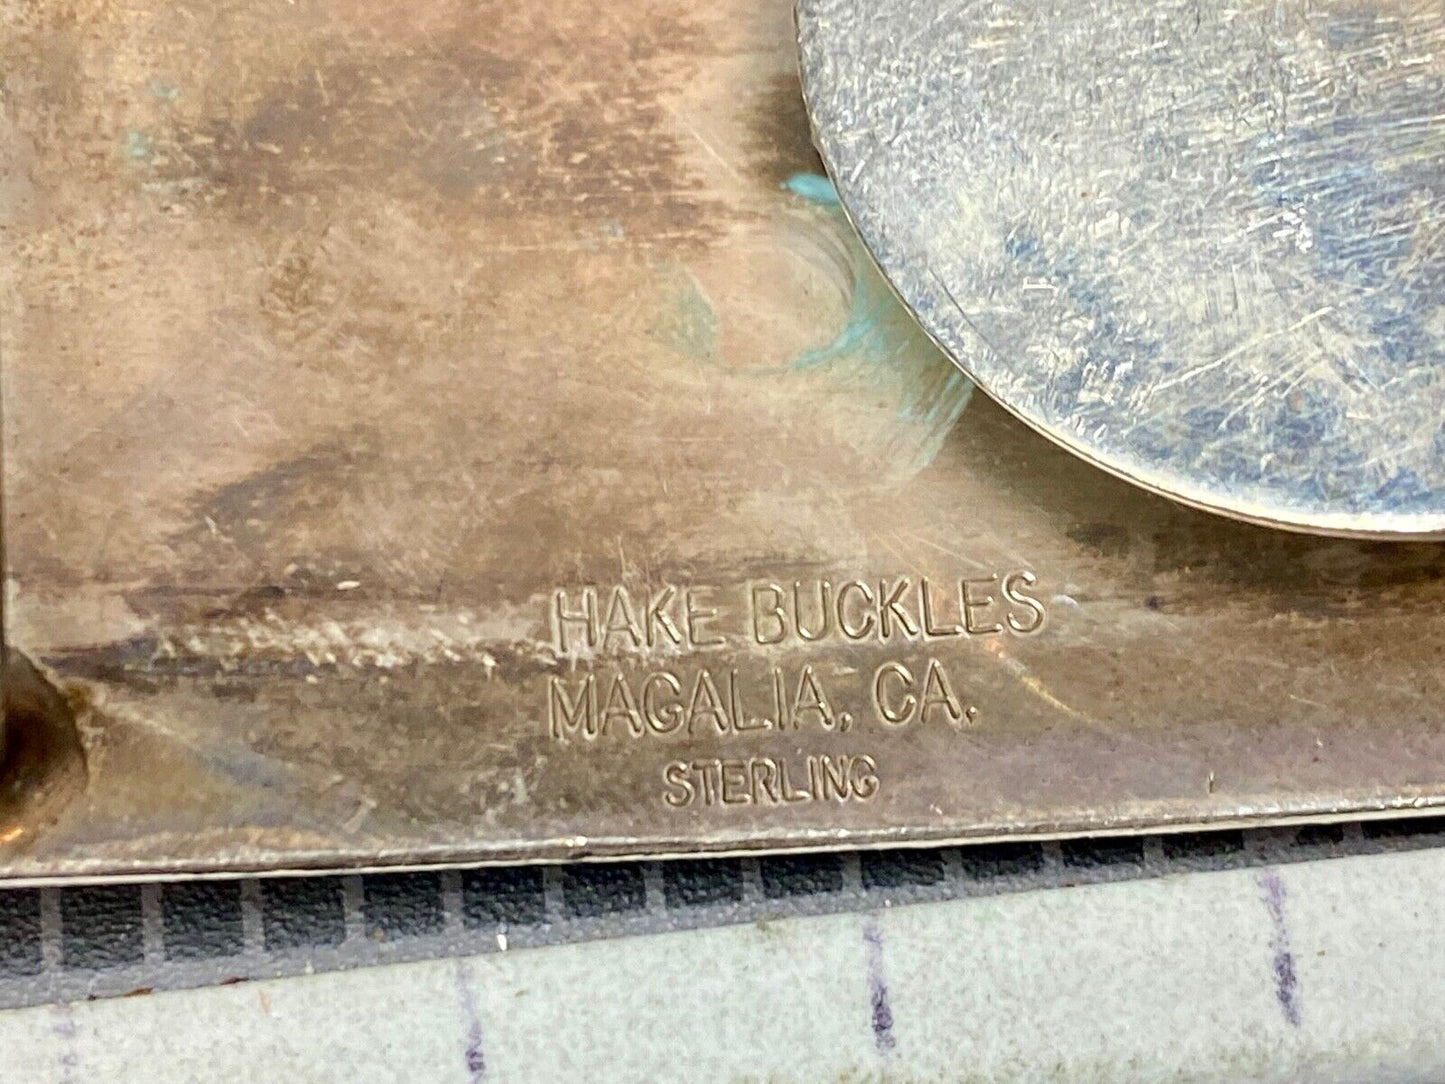 HAKE BUCKLES
MAGALIA, CA.
STERLING